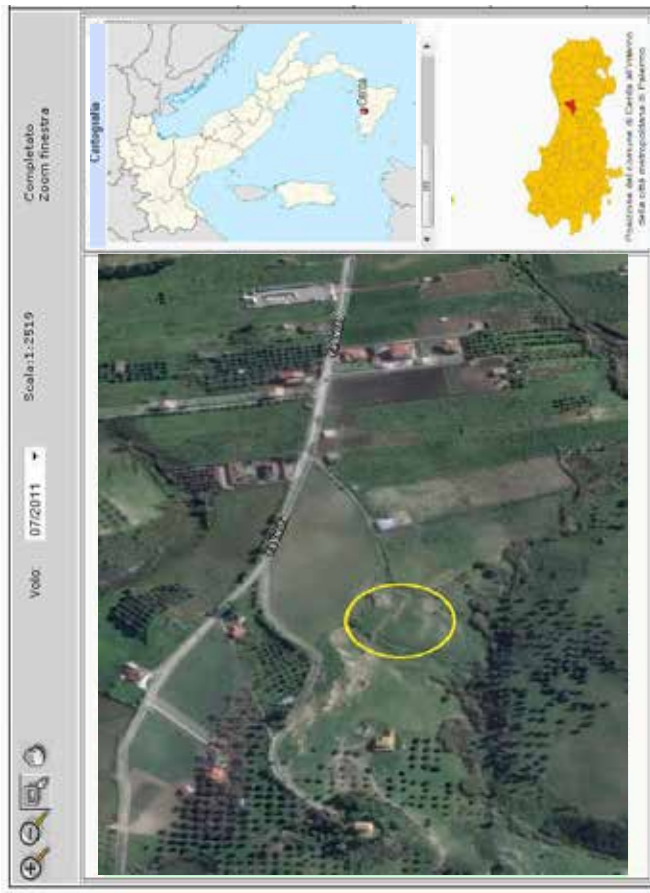 Volo:
07/2011
Scala:1:2519
Completato
Zoom finestra
Cartografia
Cerda
Posizione del comune di Cerda all'interno
della città metropolitana di Palermo